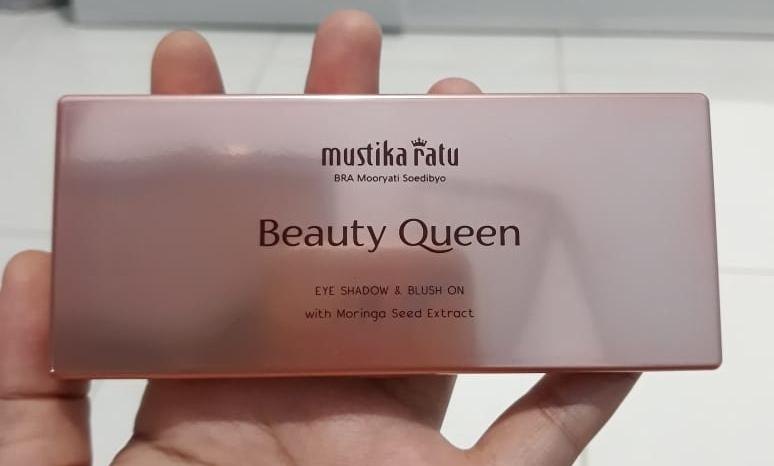 mustika ratu
BRA Mooryati Soedibyo
Beauty Queen
EYE SHADOW & BLUSH ON
with Moringa Seed Extract